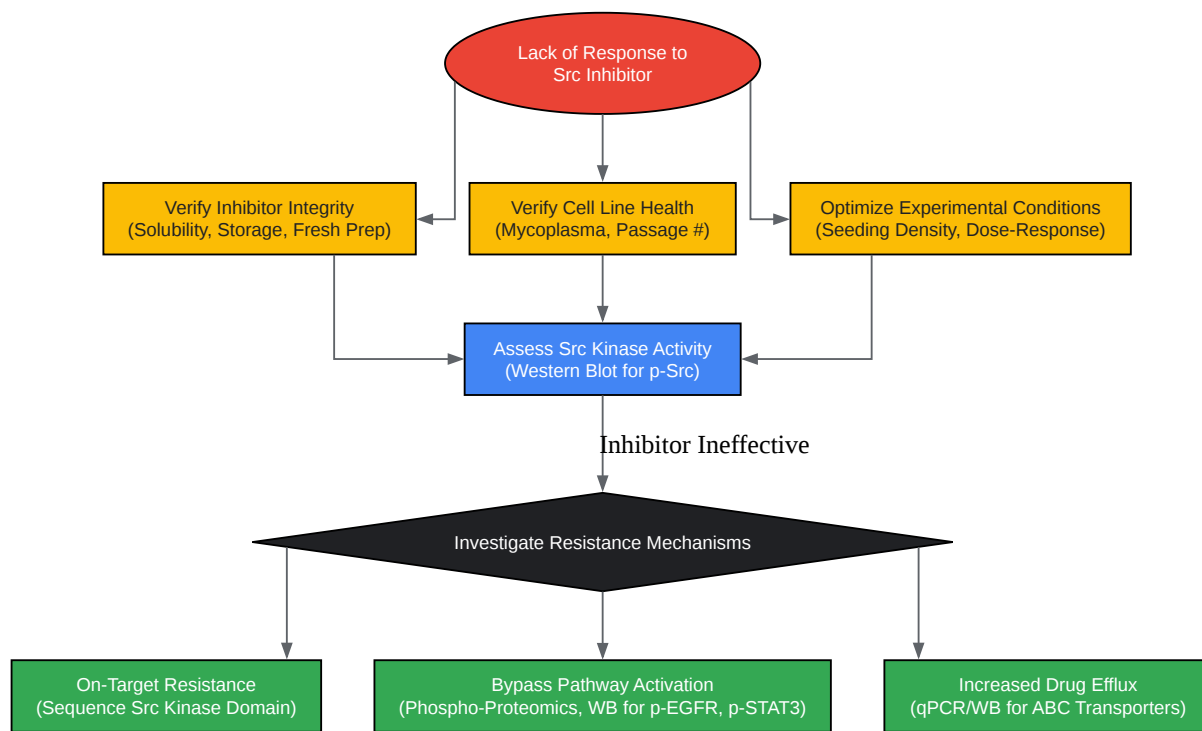 Lack of Response to
Src Inhibitor
Verify Inhibitor Integrity
(Solubility, Storage, Fresh Prep)
Verify Cell Line Health
(Mycoplasma, Passage #)
Optimize Experimental Conditions
(Seeding Density, Dose-Response)
Assess Src Kinase Activity
(Western Blot for p-Src)
Inhibitor Ineffective
Investigate Resistance Mechanisms
On-Target Resistance
(Sequence Src Kinase Domain)
Bypass Pathway Activation
(Phospho-Proteomics, WB for p-EGFR, p-STAT3)
Increased Drug Efflux
(qPCR/WB for ABC Transporters)